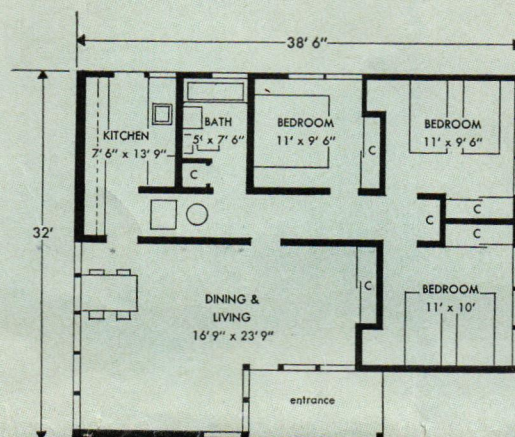 38' 6"
KITCHEN
7' 6" x 13' 9"
BATH
5' x 7' 6"
C
BEDROOM
11' x 9' 6"
C
BEDROOM
11' x 9' 6"
C
C
C
32'
DINING &
LIVING
16' 9" x 23' 9"
C
BEDROOM
11' x 10'
entrance